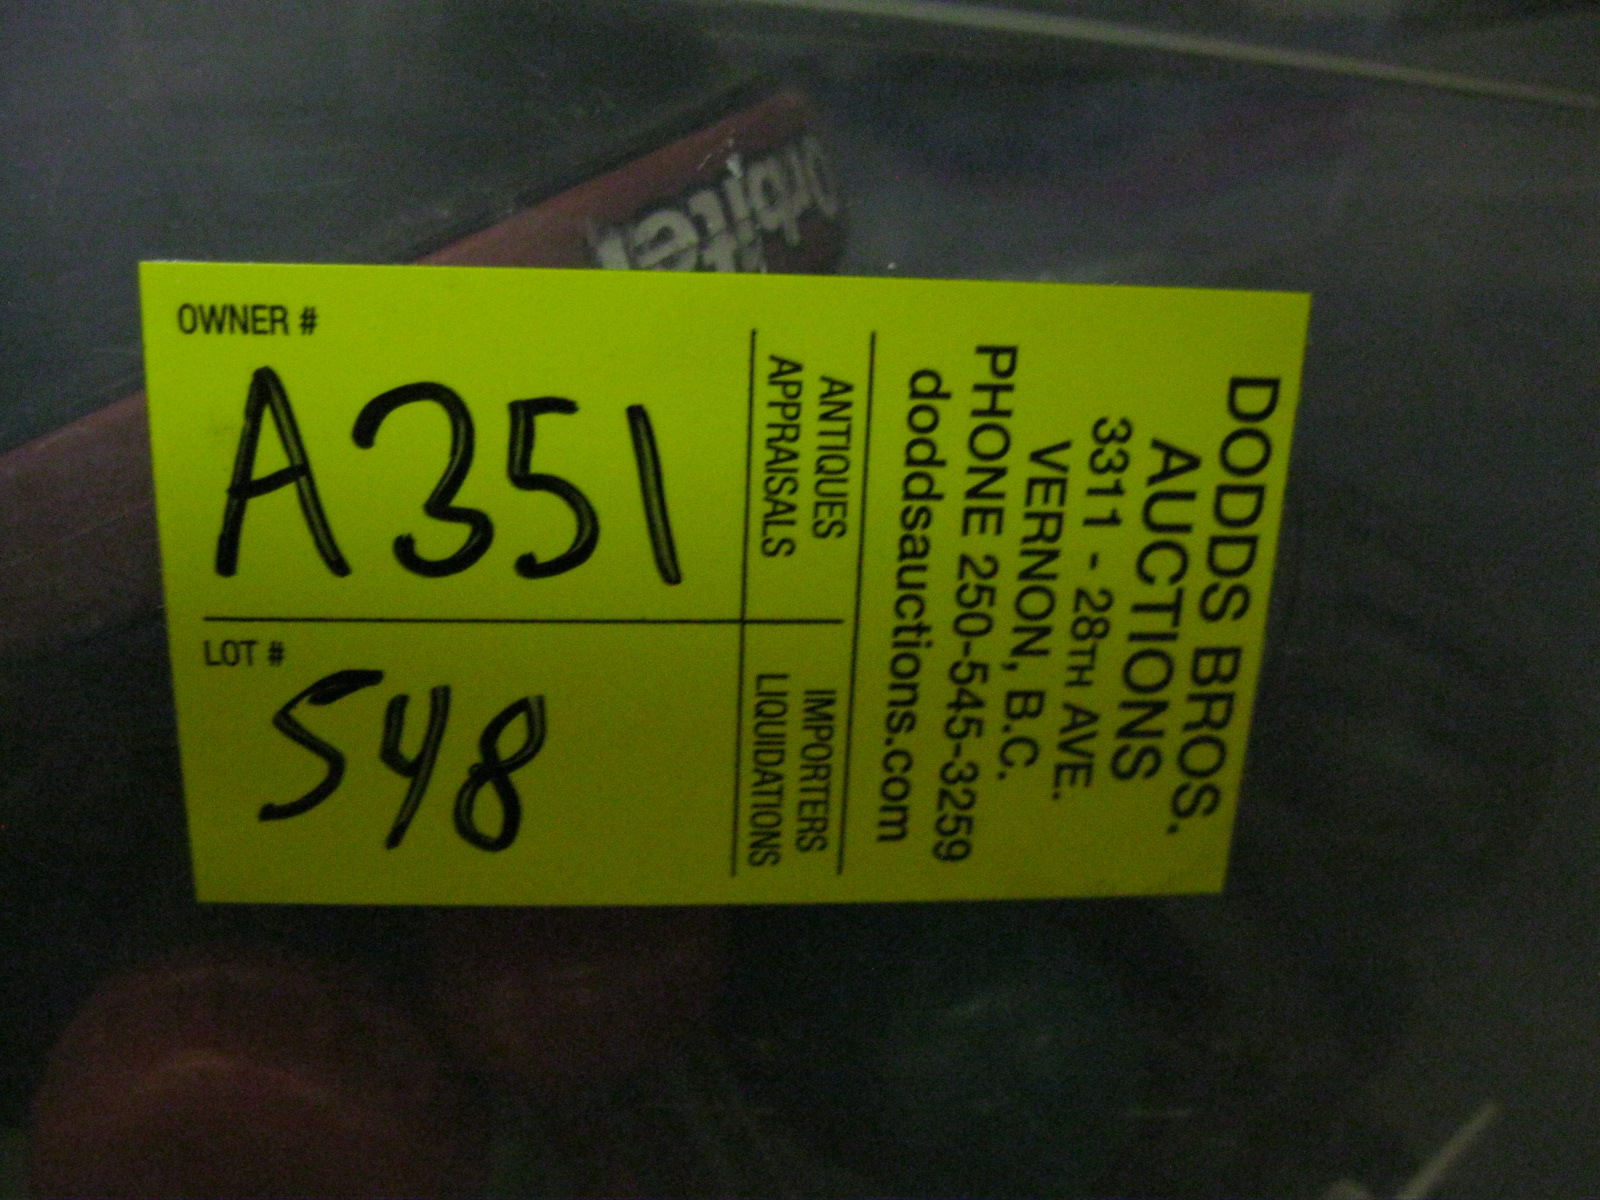 Orbiter
OWNER #
A351
LOT #
548
ANTIQUES
APPRAISALS
IMPORTERS
LIQUIDATIONS
DODDS BROS.
AUCTIONS
3311 - 28TH AVE.
VERNON, B.C.
PHONE 250-545-3259
doddsauctions.com